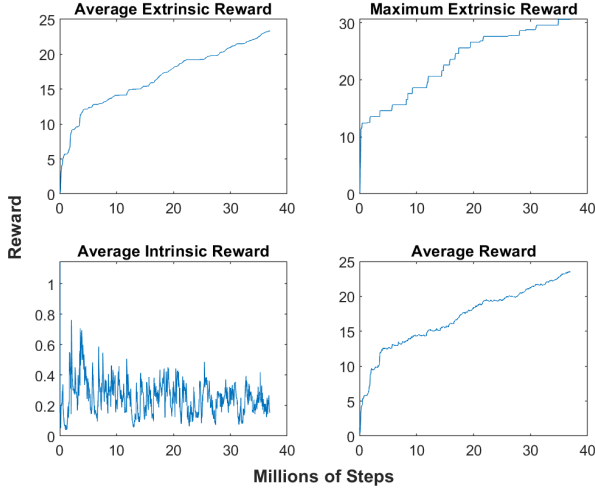 Average Extrinsic Reward
Maximum Extrinsic Reward
25
20
15
10
5
0
0 10 20 30 40
30
20
10
0
0 10 20 30 40
Reward
Average Intrinsic Reward
Average Reward
1
0.8
0.6
0.4
0.2
0
0 10 20 30 40
25
20
15
10
5
0
0 10 20 30 40
Millions of Steps